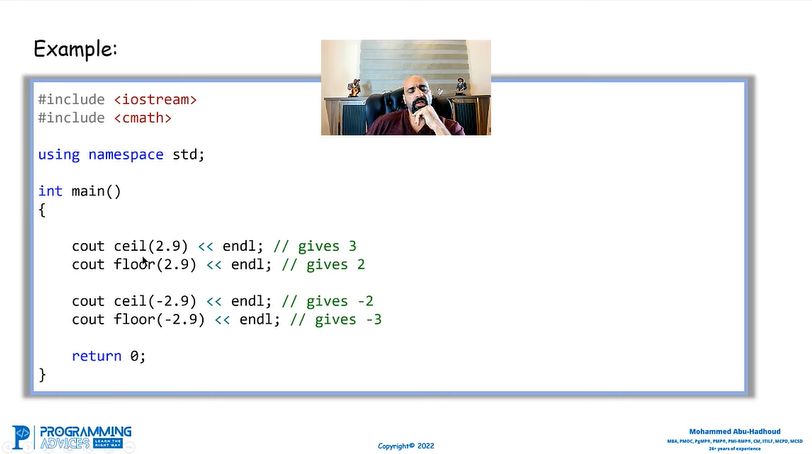 Example:
#include <iostream>
#include <cmath>
using namespace std;
int main()
{
cout ceil(2.9) << endl; // gives 3
cout floor(2.9) << endl; // gives 2
cout ceil(-2.9) << endl; // gives -2
cout floor(-2.9) << endl; // gives -3
return 0;
}
PROGRAMMING
ADVICES LEARN THE RIGHT WAY
Copyright© 2022
Mohammed Abu-Hadhoud
MBA, PMOC, PgMP®, PMP®, PMI-RMP®, CM, ITILF, MCPD, MCSD
26+ years of experience